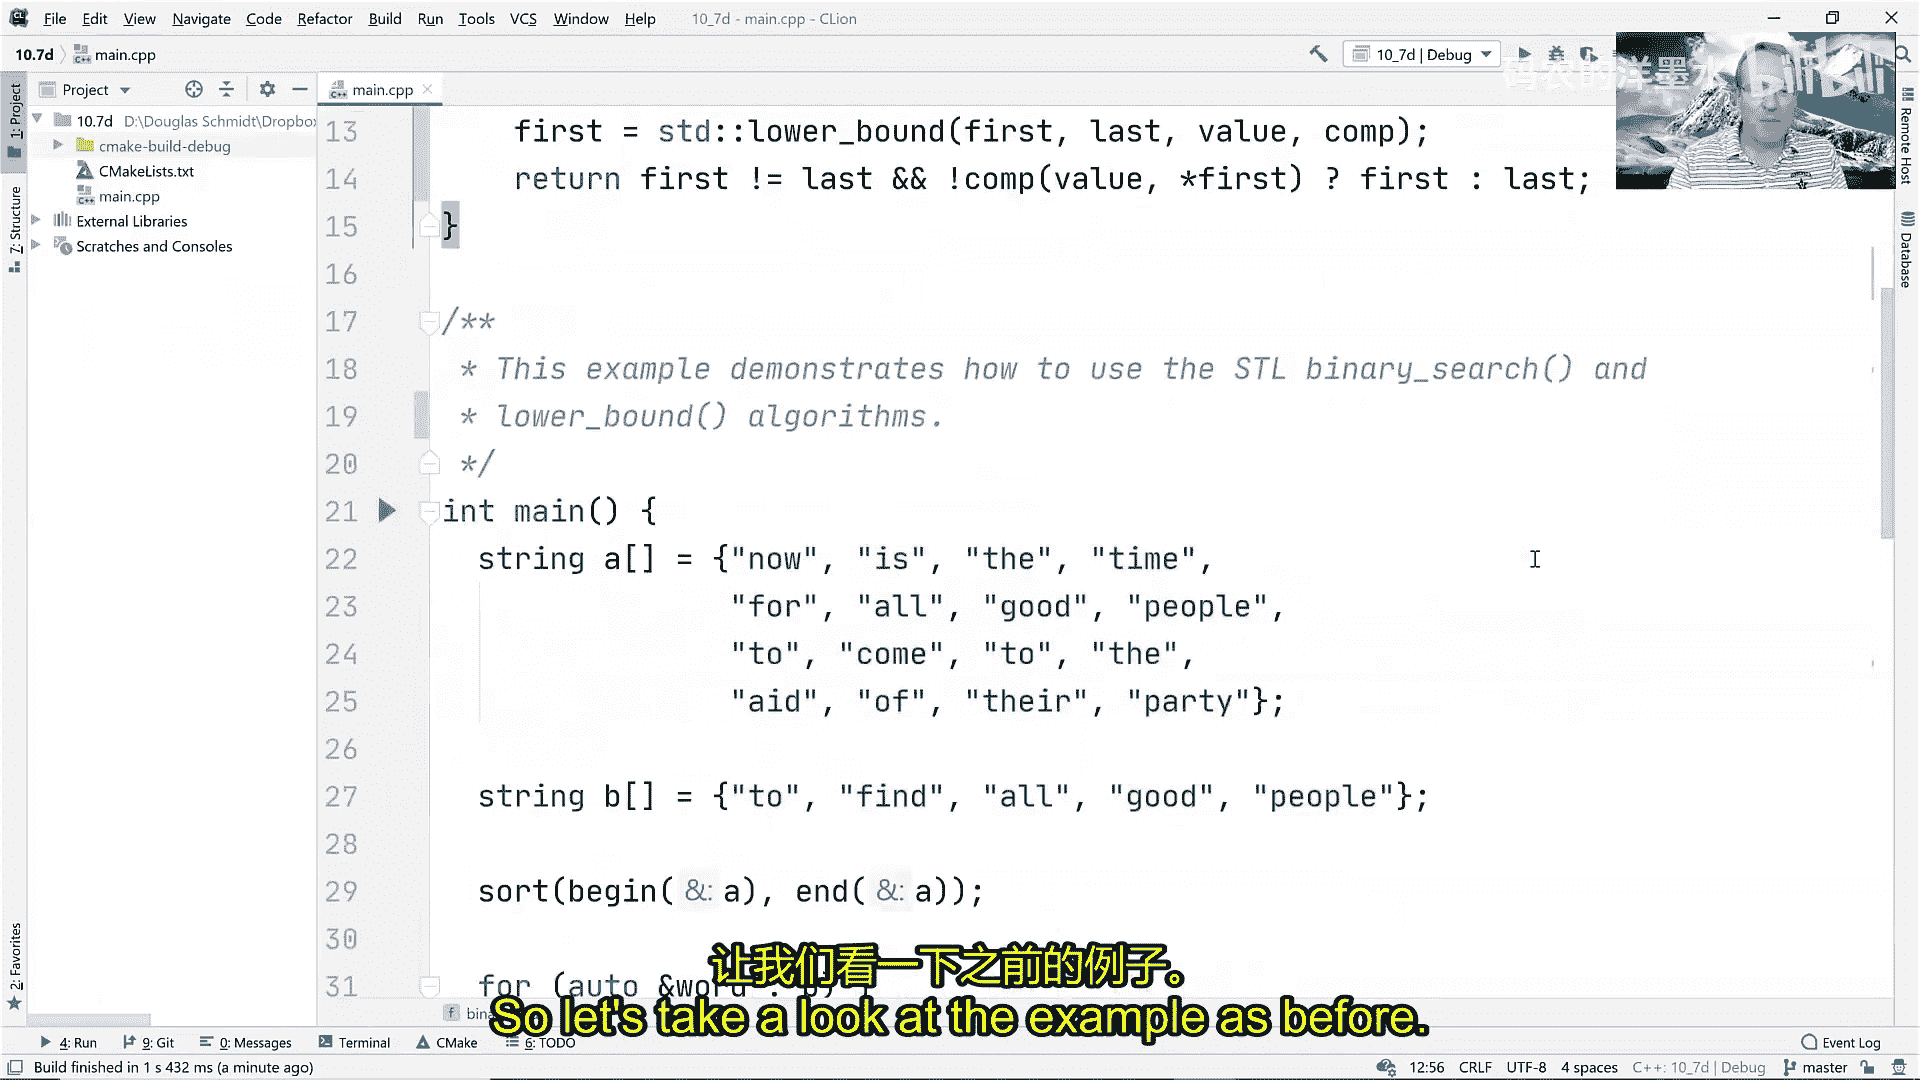 File Edit View Navigate Code Refactor Build Run Tools VCS Window Help 10_7d - main.cpp - CLion
10.7d main.cpp 10_7d | Debug
码农的洋墨水 bilibili
Project main.cpp
1: Project
7: Structure
2: Favorites
10.7d D:\Douglas Schmidt\Dropbo
cmake-build-debug
CMakeLists.txt
main.cpp
External Libraries
Scratches and Consoles
Remote Host
Database
13 first = std::lower_bound(first, last, value, comp);
14 return first != last && !comp(value, *first) ? first : last;
15 }
16
17 /**
18 * This example demonstrates how to use the STL binary_search() and
19 * lower_bound() algorithms.
20 */
21 int main() {
22 string a[] = {"now", "is", "the", "time",
23 "for", "all", "good", "people",
24 "to", "come", "to", "the",
25 "aid", "of", "their", "party"};
26
27 string b[] = {"to", "find", "all", "good", "people"};
28
29 sort(begin( &: a), end( &: a));
30
31 for (auto &word : b) {
让我们看一下之前的例子。
So let's take a look at the example as before.
4: Run 9: Git 0: Messages Terminal CMake 6: TODO Event Log
Build finished in 1 s 432 ms (a minute ago) 12:56 CRLF UTF-8 4 spaces C++: 10_7d | Debug master